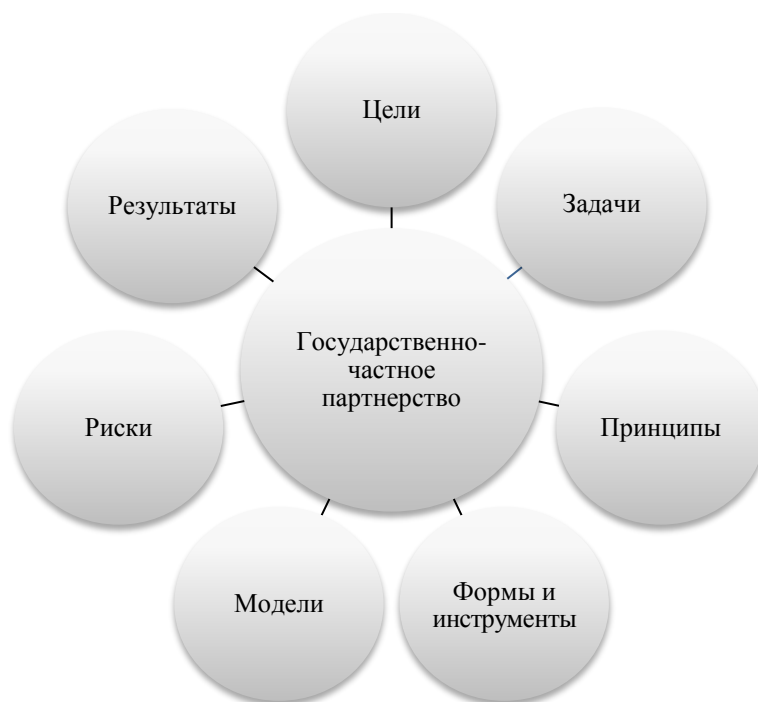 Цели
Задачи
Результаты
Государственно-
частное
партнерство
Риски
Принципы
Модели
Формы и
инструменты